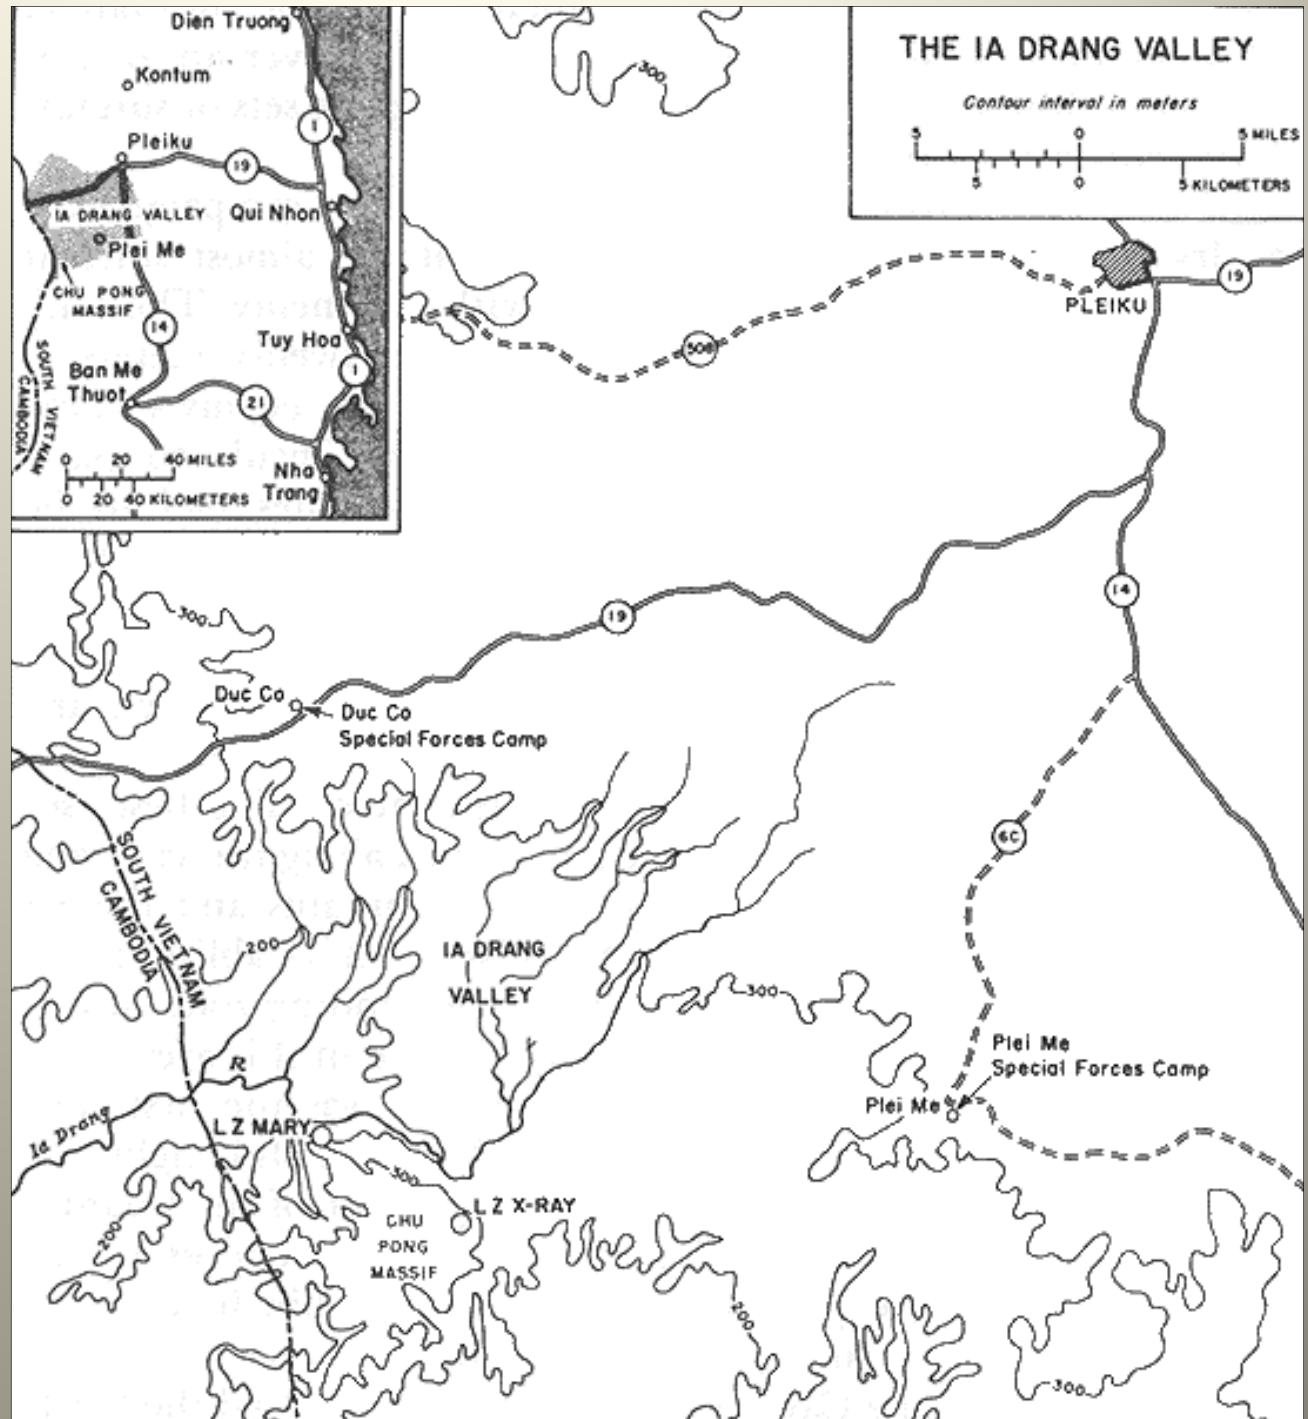 THE IA DRANG VALLEY
Contour interval in meters
5 0 5 MILES
5 0 5 KILOMETERS
Dien Truong
Kontum
Pleiku
1
19
IA DRANG VALLEY
Qui Nhon
Plei Me
CHU PONG
MASSIF
14
Tuy Hoa
1
SOUTH VIETNAM
CAMBODIA
Ban Me
Thuot
21
0 20 40 MILES
0 20 40 KILOMETERS
Nha
Trang
300
19
PLEIKU
508
14
19
300
Duc Co
Duc Co
Special Forces Camp
6C
SOUTH VIETNAM
CAMBODIA
200
IA DRANG
VALLEY
300
Plei Me
Special Forces Camp
Plei Me
R
Ia Drang
L Z MARY
300
L Z X-RAY
CHU
PONG
MASSIF
200
200
300